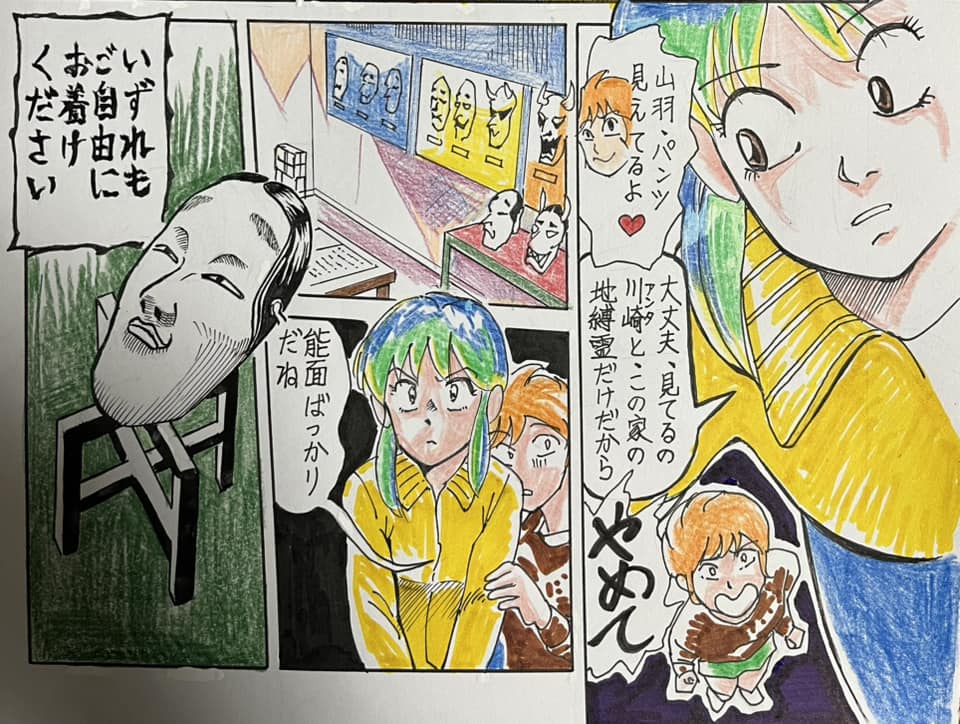 山羽・パンツ
見えてるよ♥
大丈夫、見てるの
川崎と、この家の
アンタ
地縛霊だけだから
やめて
能面ばっかり
だね
いずれも
ご自由に
お着け
ください